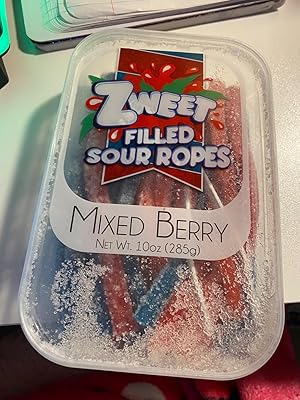 ZWEET
FILLED
SOUR ROPES
MIXED BERRY
NET WT. 10OZ (285g)